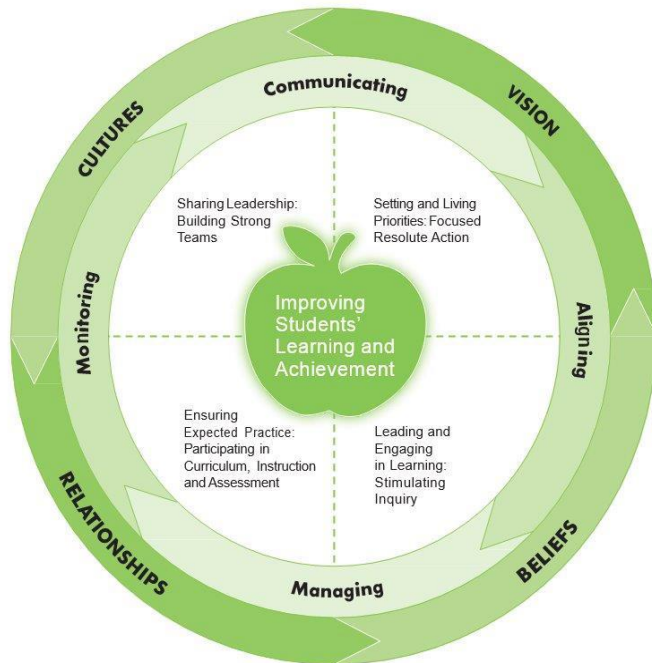 Communicating
CULTURES
VISION
Sharing Leadership:
Building Strong
Teams
Setting and Living
Priorities: Focused
Resolute Action
Monitoring
Improving
Students'
Learning and
Achievement
Aligning
Ensuring
Expected Practice:
Participating in
Curriculum, Instruction
and Assessment
Leading and
Engaging
in Learning:
Stimulating
Inquiry
RELATIONSHIPS
BELIEFS
Managing